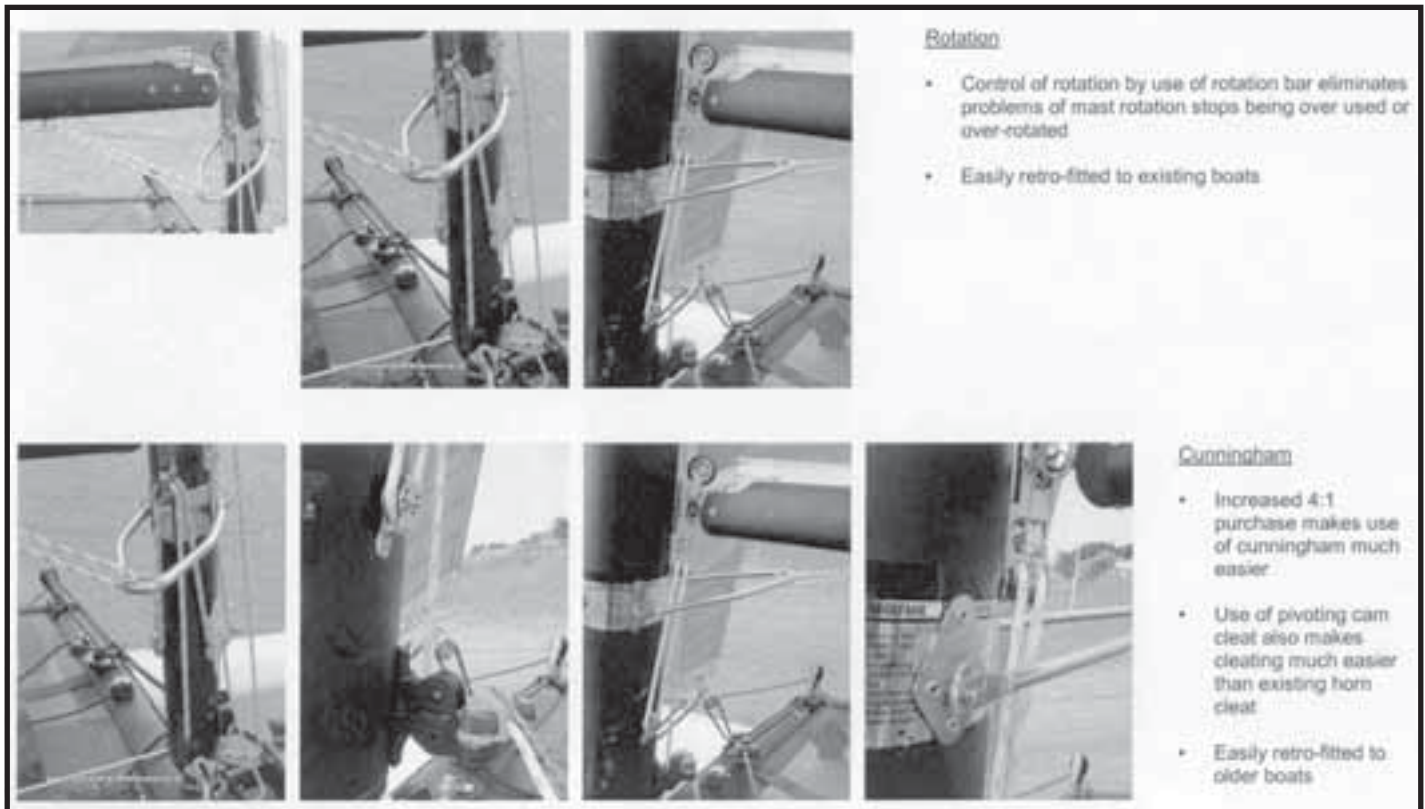 Rotation
• Control of rotation by use of rotation bar eliminates
problems of mast rotation stops being over used or
over-rotated
• Easily retro-fitted to existing boats
Cunningham
• Increased 4:1
purchase makes use
of cunningham much
easier
• Use of pivoting cam
cleat also makes
cleating much easier
than existing horn
cleat
• Easily retro-fitted to
older boats